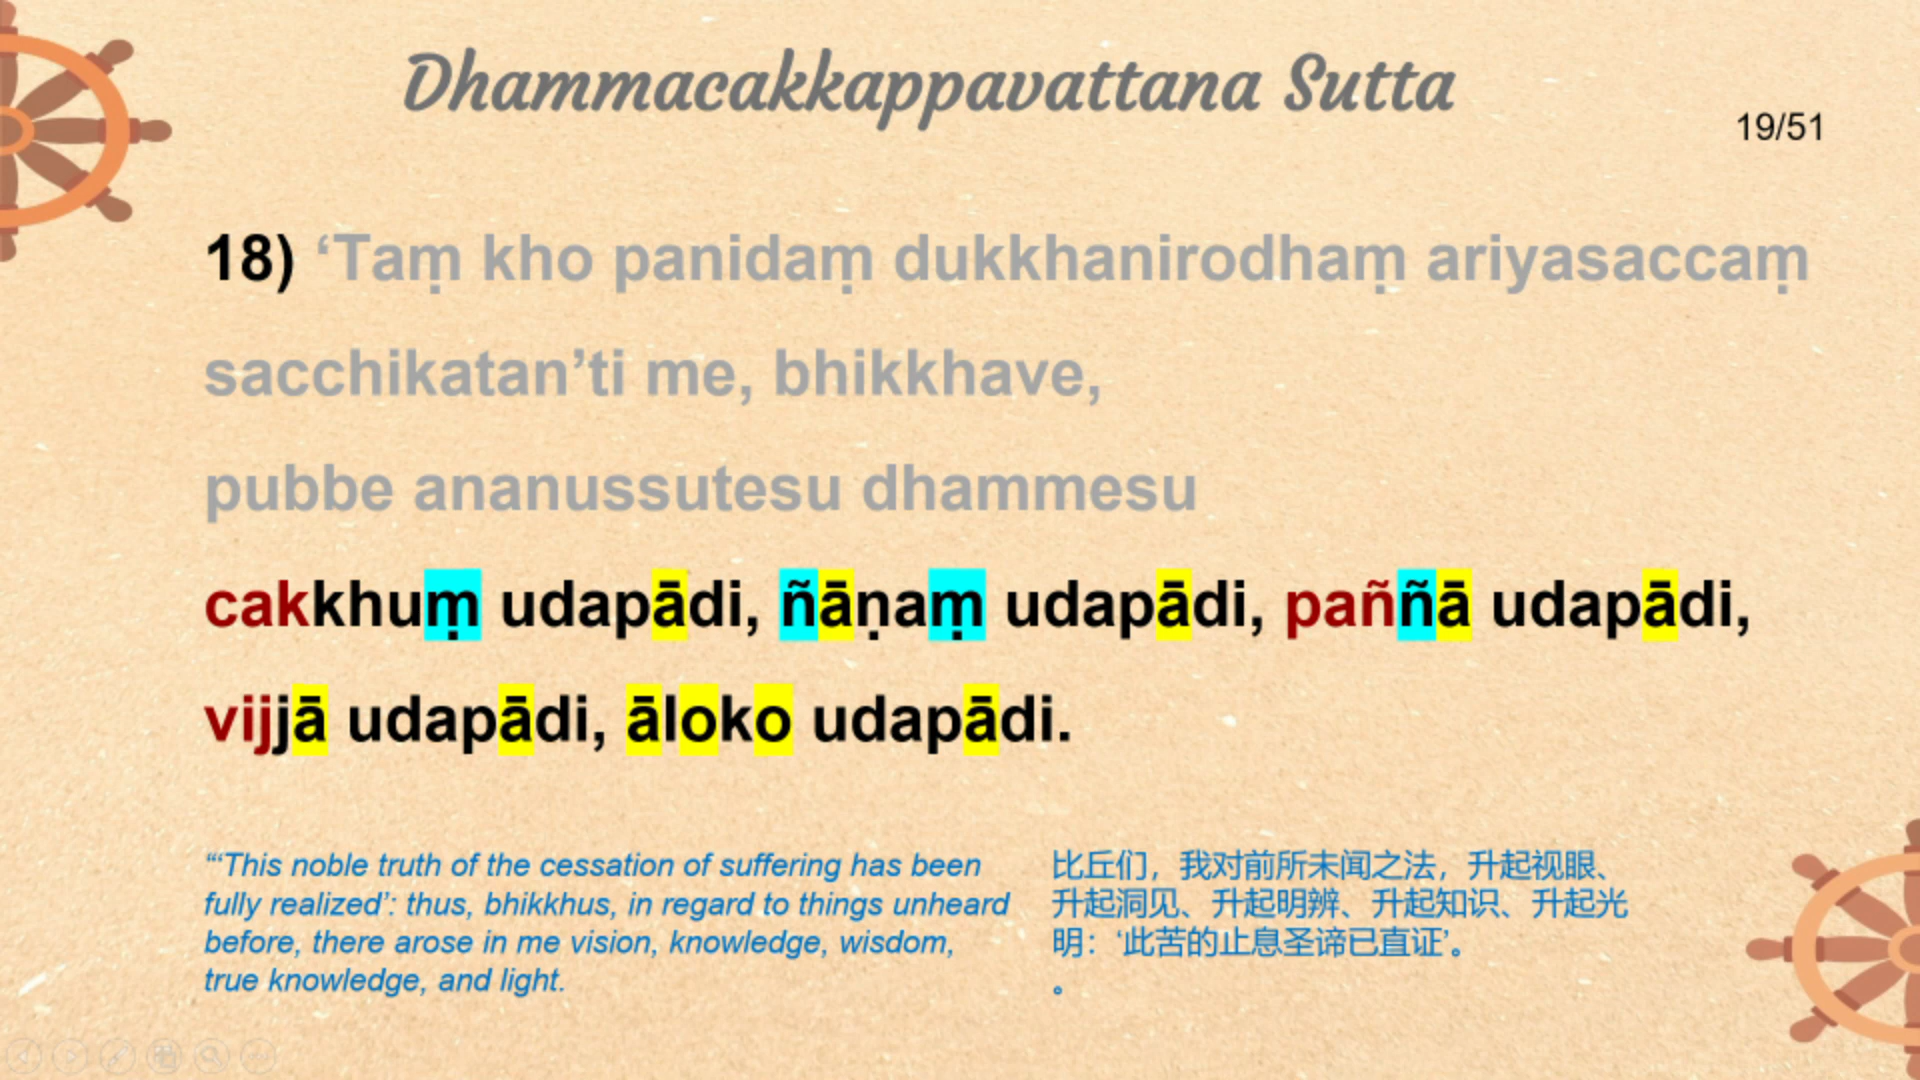 Dhammacakkappavattana Sutta
19/51
18) ‘Taṃ kho panidaṃ dukkhanirodhaṃ ariyasaccaṃ
sacchikatan’ti me, bhikkhave,
pubbe ananussutesu dhammesu
cakkhuṃ udapādi, ñāṇaṃ udapādi, paññā udapādi,
vijjā udapādi, āloko udapādi.
“‘This noble truth of the cessation of suffering has been
fully realized’: thus, bhikkhus, in regard to things unheard
before, there arose in me vision, knowledge, wisdom,
true knowledge, and light.
比丘们，我对前所未闻之法，升起视眼、
升起洞见、升起明辨、升起知识、升起光
明：‘此苦的止息圣谛已直证’。
。